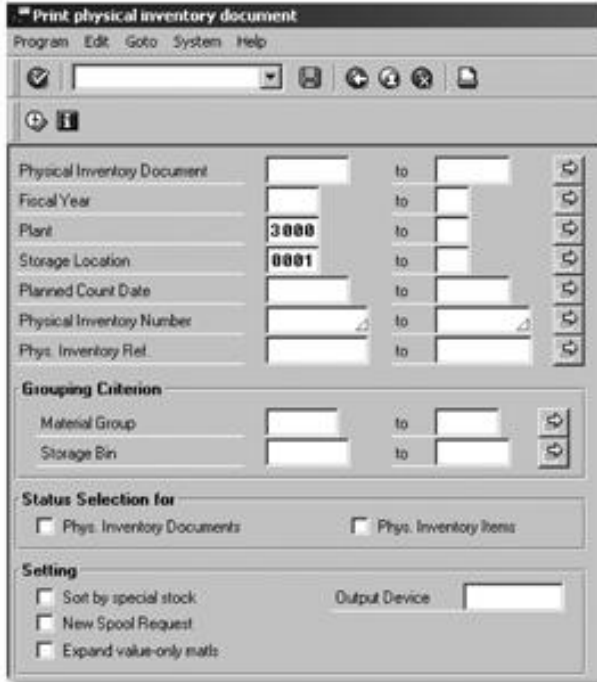 Print physical inventory document
Program Edit Goto System Help
Physical Inventory Document to
Fiscal Year to
Plant 3000 to
Storage Location 0001 to
Planned Count Date to
Physical Inventory Number to
Phys. Inventory Ref. to
Grouping Criterion
Material Group to
Storage Bin to
Status Selection for
Phys. Inventory Documents Phys. Inventory Items
Setting
Sort by special stock Output Device
New Spool Request
Expand value-only matls